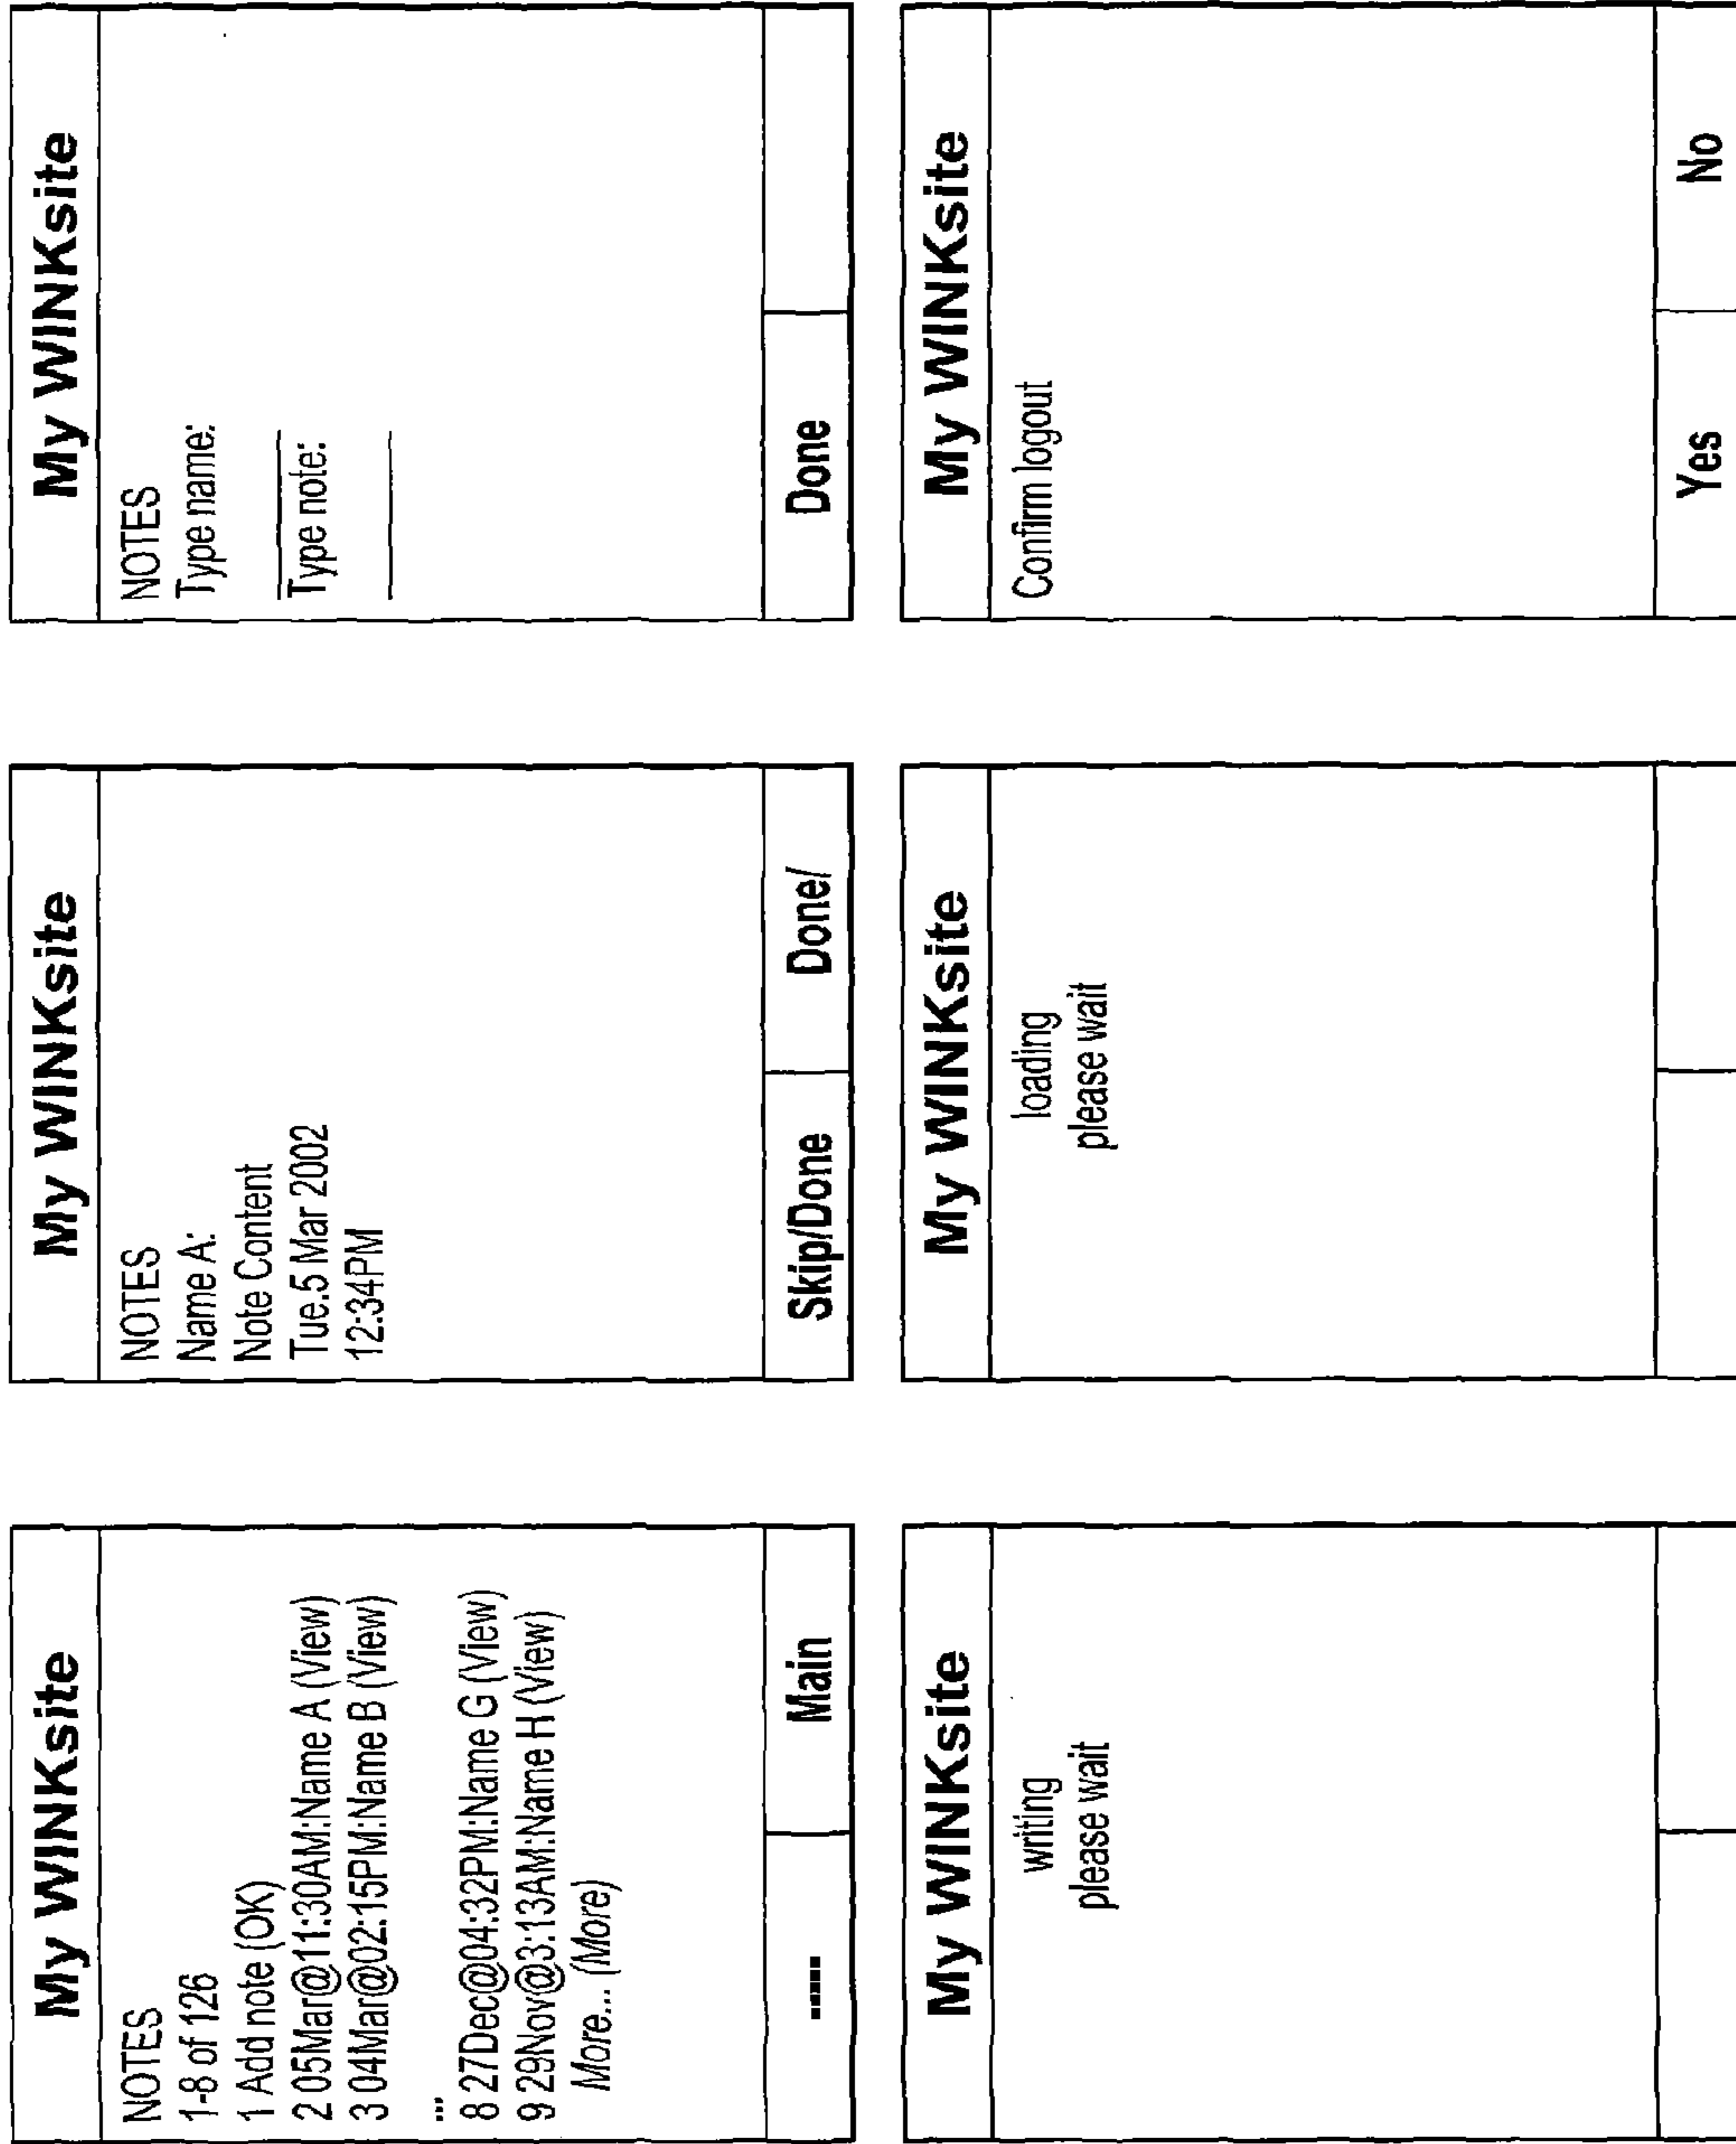 My WINKsite
NOTES
1-8 of 126
1 Add note (OK)
2 05Mar@11:30AM:Name A (View)
3 04Mar@02:15PM:Name B (View)
...
8 27Dec@04:32PM:Name G (View)
9 29Nov@3:13AM:Name H (View)
More... (More)
----- Main
My WINKsite
NOTES
Name A:
Note Content
Tue.5 Mar 2002
12:34PM
Skip/Done Done/
My WINKsite
NOTES
Type name:
Type note:
Done
My WINKsite
writing
please wait
My WINKsite
loading
please wait
My WINKsite
Confirm logout
Yes No